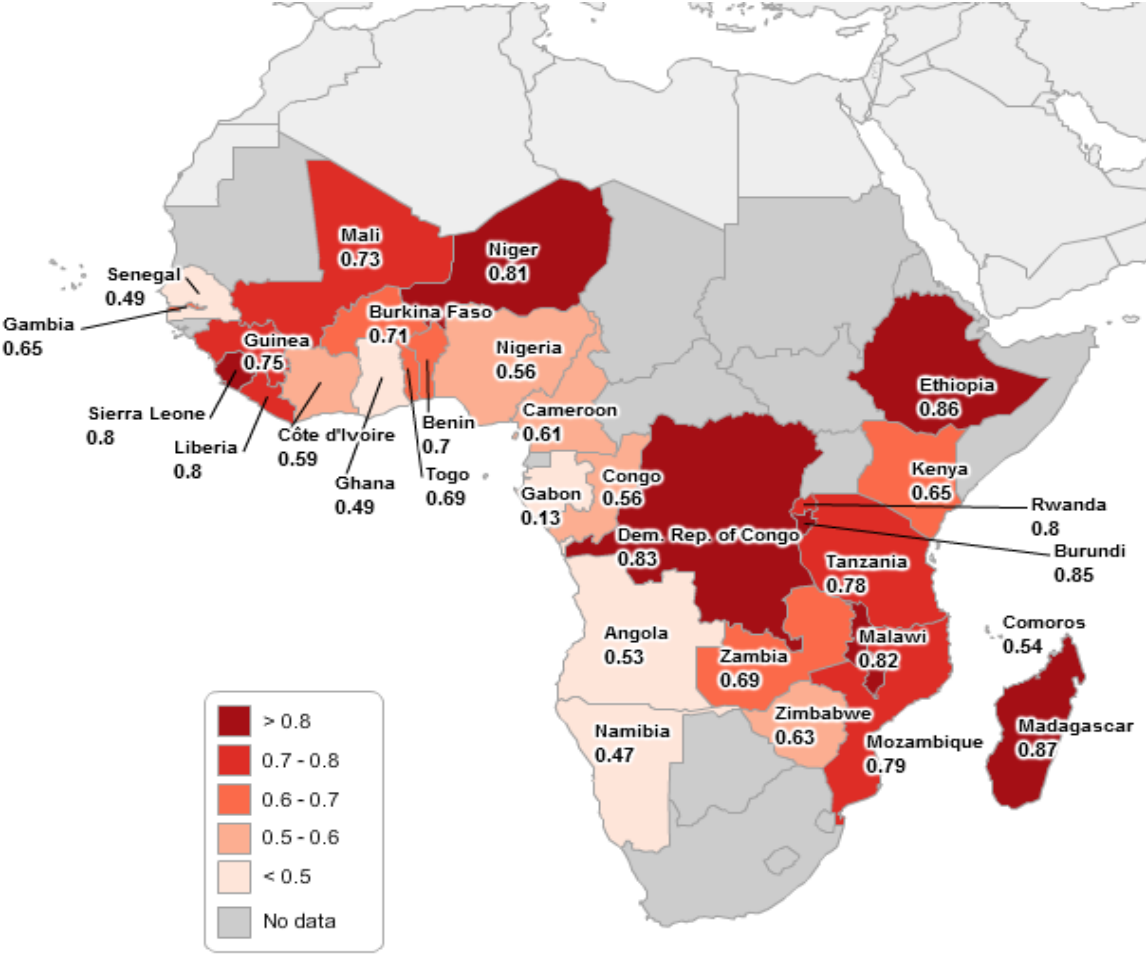 Mali
0.73
Niger
0.81
Senegal
0.49
Gambia
0.65
Burkina Faso
0.71
Guinea
0.75
Nigeria
0.56
Ethiopia
0.86
Sierra Leone
0.8
Liberia
0.8
Côte d'Ivoire
0.59
Ghana
0.49
Benin
0.7
Togo
0.69
Cameroon
0.61
Gabon
0.13
Congo
0.56
Kenya
0.65
Rwanda
0.8
Burundi
0.85
Dem. Rep. of Congo
0.83
Tanzania
0.78
Comoros
0.54
Angola
0.53
Zambia
0.69
Malawi
0.82
Madagascar
0.87
Namibia
0.47
Zimbabwe
0.63
Mozambique
0.79
> 0.8
0.7 - 0.8
0.6 - 0.7
0.5 - 0.6
< 0.5
No data